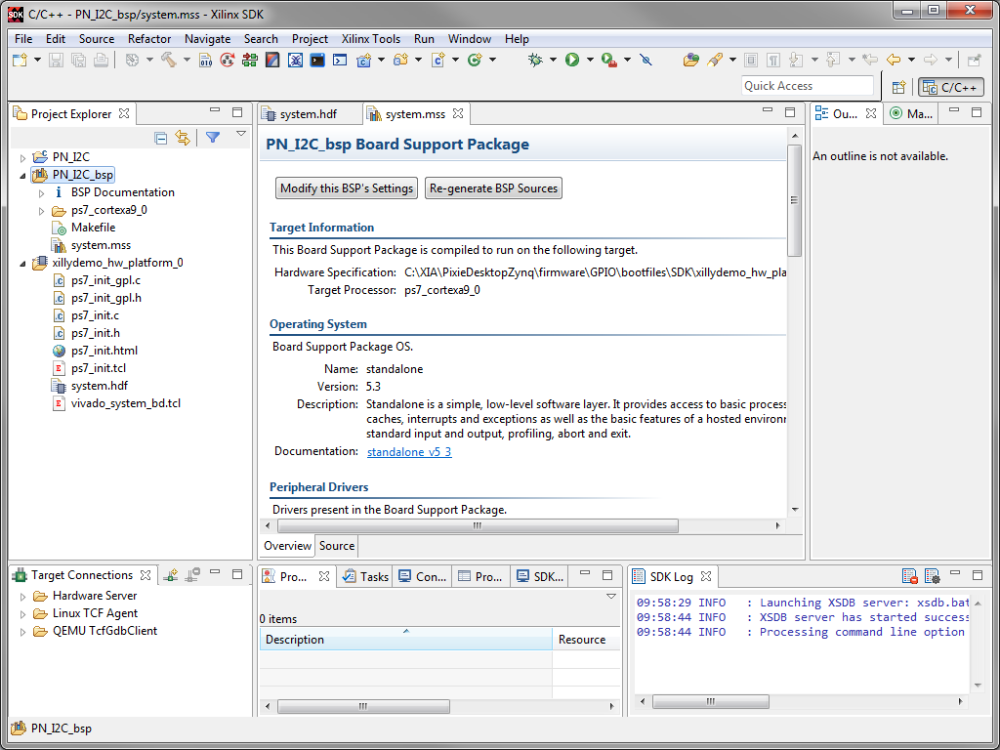 C/C++ - PN_I2C_bsp/system.mss - Xilinx SDK
File Edit Source Refactor Navigate Search Project Xilinx Tools Run Window Help
Quick Access
C/C++
Project Explorer
PN_I2C
PN_I2C_bsp
BSP Documentation
ps7_cortexa9_0
Makefile
system.mss
xillydemo_hw_platform_0
ps7_init_gpl.c
ps7_init_gpl.h
ps7_init.c
ps7_init.h
ps7_init.html
ps7_init.tcl
system.hdf
vivado_system_bd.tcl
system.hdf system.mss
PN_I2C_bsp Board Support Package
Modify this BSP's Settings Re-generate BSP Sources
Target Information
This Board Support Package is compiled to run on the following target.
Hardware Specification: C:\XIA\PixieDesktopZynq\firmware\GPIO\bootfiles\SDK\xillydemo_hw_pla
Target Processor: ps7_cortexa9_0
Operating System
Board Support Package OS.
Name: standalone
Version: 5.3
Description: Standalone is a simple, low-level software layer. It provides access to basic proces
caches, interrupts and exceptions as well as the basic features of a hosted environr
standard input and output, profiling, abort and exit.
Documentation: standalone_v5_3
Peripheral Drivers
Drivers present in the Board Support Package.
Overview Source
Ou... Ma...
An outline is not available.
Target Connections
Hardware Server
Linux TCF Agent
QEMU TcfGdbClient
Pro... Tasks Con... Pro... SDK...
0 items
Description Resource
SDK Log
09:58:29 INFO : Launching XSDB server: xsdb.bat
09:58:44 INFO : XSDB server has started success
09:58:44 INFO : Processing command line option
PN_I2C_bsp